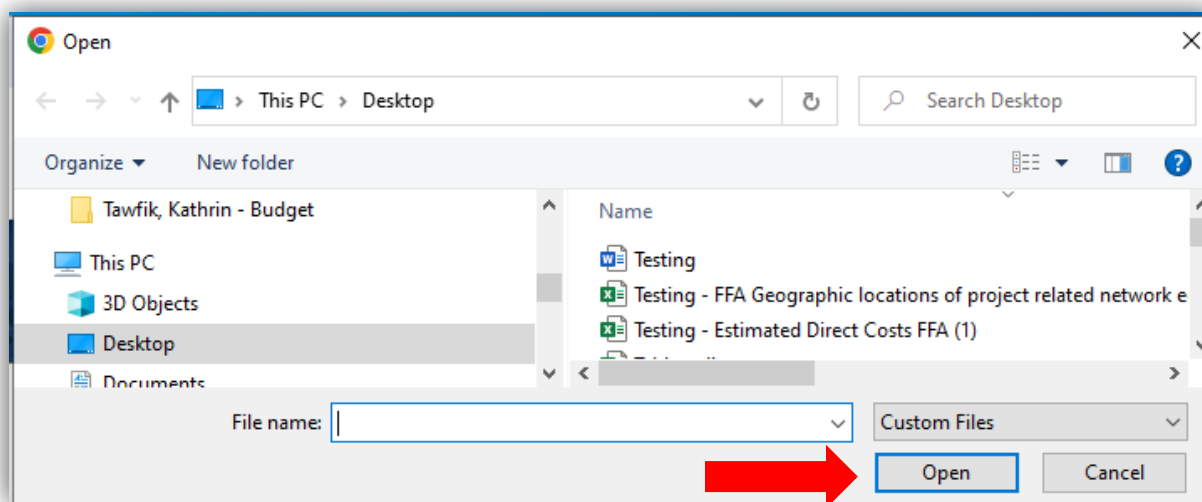 Open
This PC > Desktop
Search Desktop
Organize
New folder
Tawfik, Kathrin - Budget
This PC
3D Objects
Desktop
Documents
Name
Testing
Testing - FFA Geographic locations of project related network e
Testing - Estimated Direct Costs FFA (1)
File name:
Custom Files
Open
Cancel